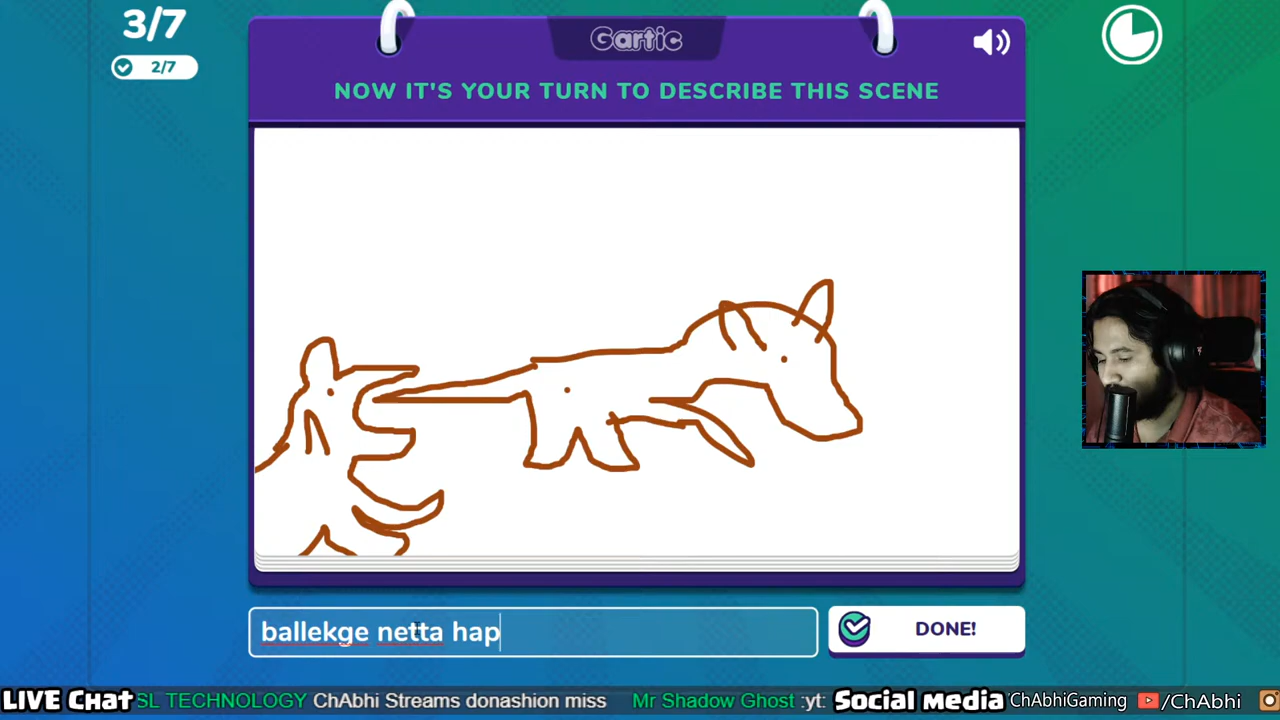 3/7
2/7
Gartic
NOW IT'S YOUR TURN TO DESCRIBE THIS SCENE
ballekge netta hap
DONE!
LIVE Chat SL TECHNOLOGY ChAbhi Streams donashion miss Mr Shadow Ghost :yt: Social Media ChAbhiGaming /ChAbhi